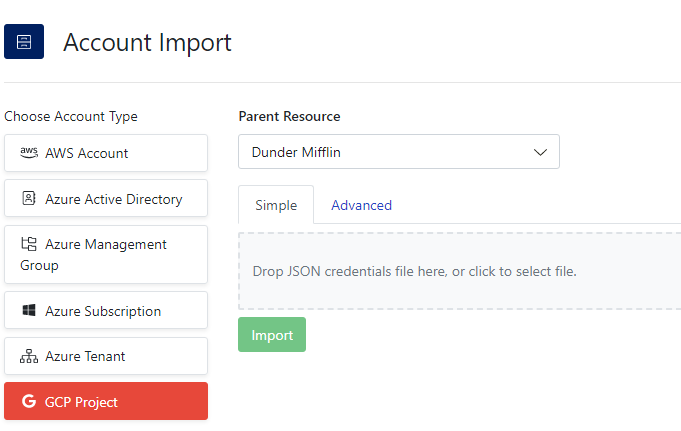 Account Import
Choose Account Type
aws AWS Account
Azure Active Directory
Azure Management
Group
Azure Subscription
Azure Tenant
G GCP Project
Parent Resource
Dunder Mifflin
Simple
Advanced
Drop JSON credentials file here, or click to select file.
Import